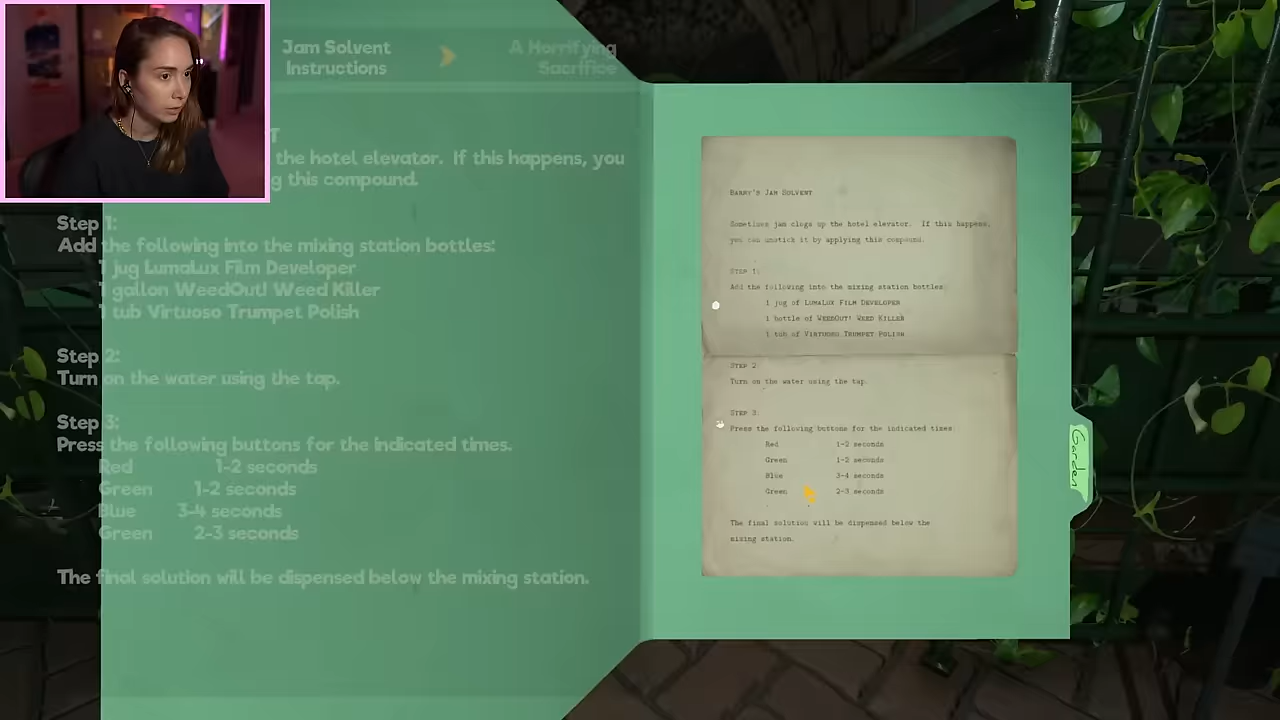 Jam Solvent
Instructions
A Horrifying
Sacrifice
the hotel elevator. If this happens, you
g this compound.
Step 1:
Add the following into the mixing station bottles:
1 jug LumaLux Film Developer
1 gallon WeedOut! Weed Killer
1 tub Virtuoso Trumpet Polish
Step 2:
Turn on the water using the tap.
Step 3:
Press the following buttons for the indicated times.
Red 1-2 seconds
Green 1-2 seconds
Blue 3-4 seconds
Green 2-3 seconds
The final solution will be dispensed below the mixing station.
BARRY'S JAM SOLVENT
Sometimes jam clogs up the hotel elevator. If this happens,
you can unstick it by applying this compound.
STEP 1:
Add the following into the mixing station bottles:
1 jug of LUMALUX FILM DEVELOPER
1 bottle of WEEDOUT! WEED KILLER
1 tub of VIRTUOSO TRUMPET POLISH
STEP 2
Turn on the water using the tap.
STEP 3.
Press the following buttons for the indicated times:
Red 1-2 seconds
Green 1-2 seconds
Blue 3-4 seconds
Green 2-3 seconds
The final solution will be dispensed below the
mixing station.
Garden